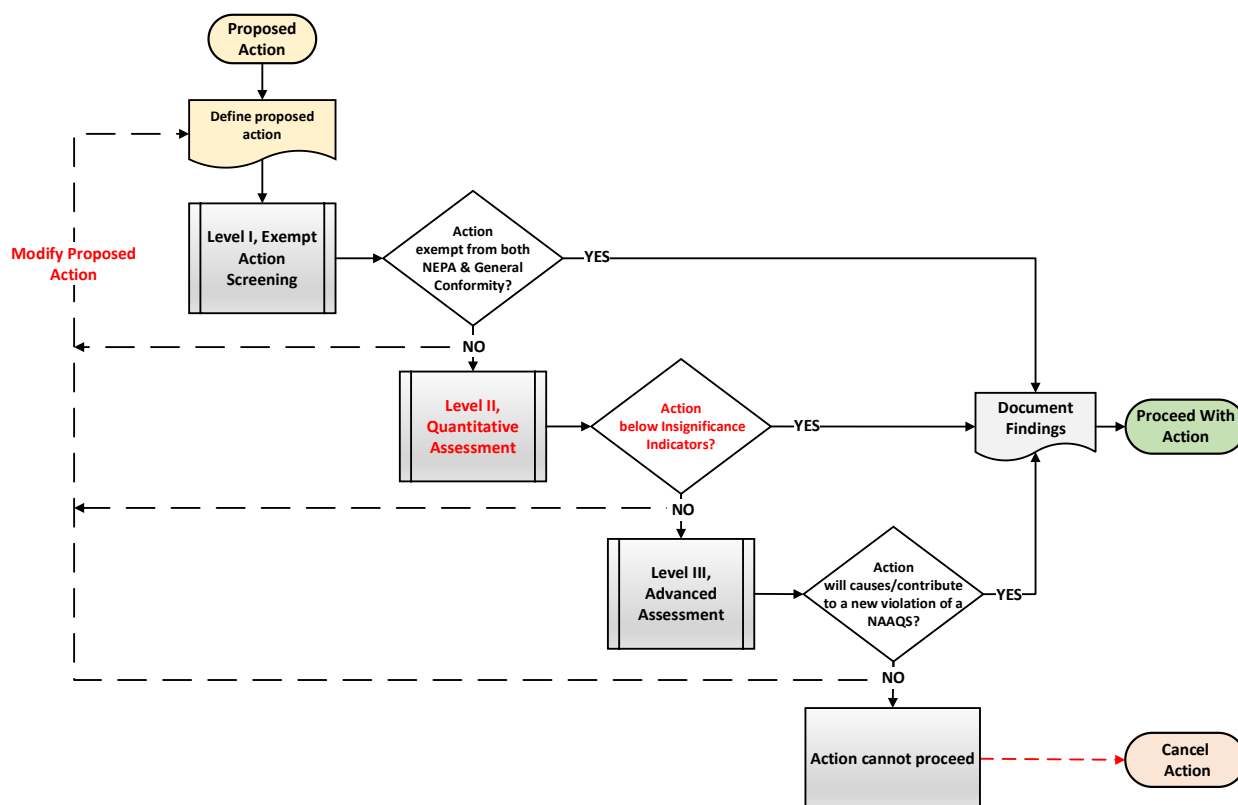 Proposed
Action
Define proposed
action
Modify Proposed
Action
Level I, Exempt
Action
Screening
Action
exempt from both
NEPA & General
Conformity?
YES
NO
Level II,
Quantitative
Assessment
Action
below Insignificance
Indicators?
YES
Document
Findings
Proceed With
Action
NO
Level III,
Advanced
Assessment
Action
will causes/contribute
to a new violation of a
NAAQS?
YES
NO
Action cannot proceed
Cancel
Action